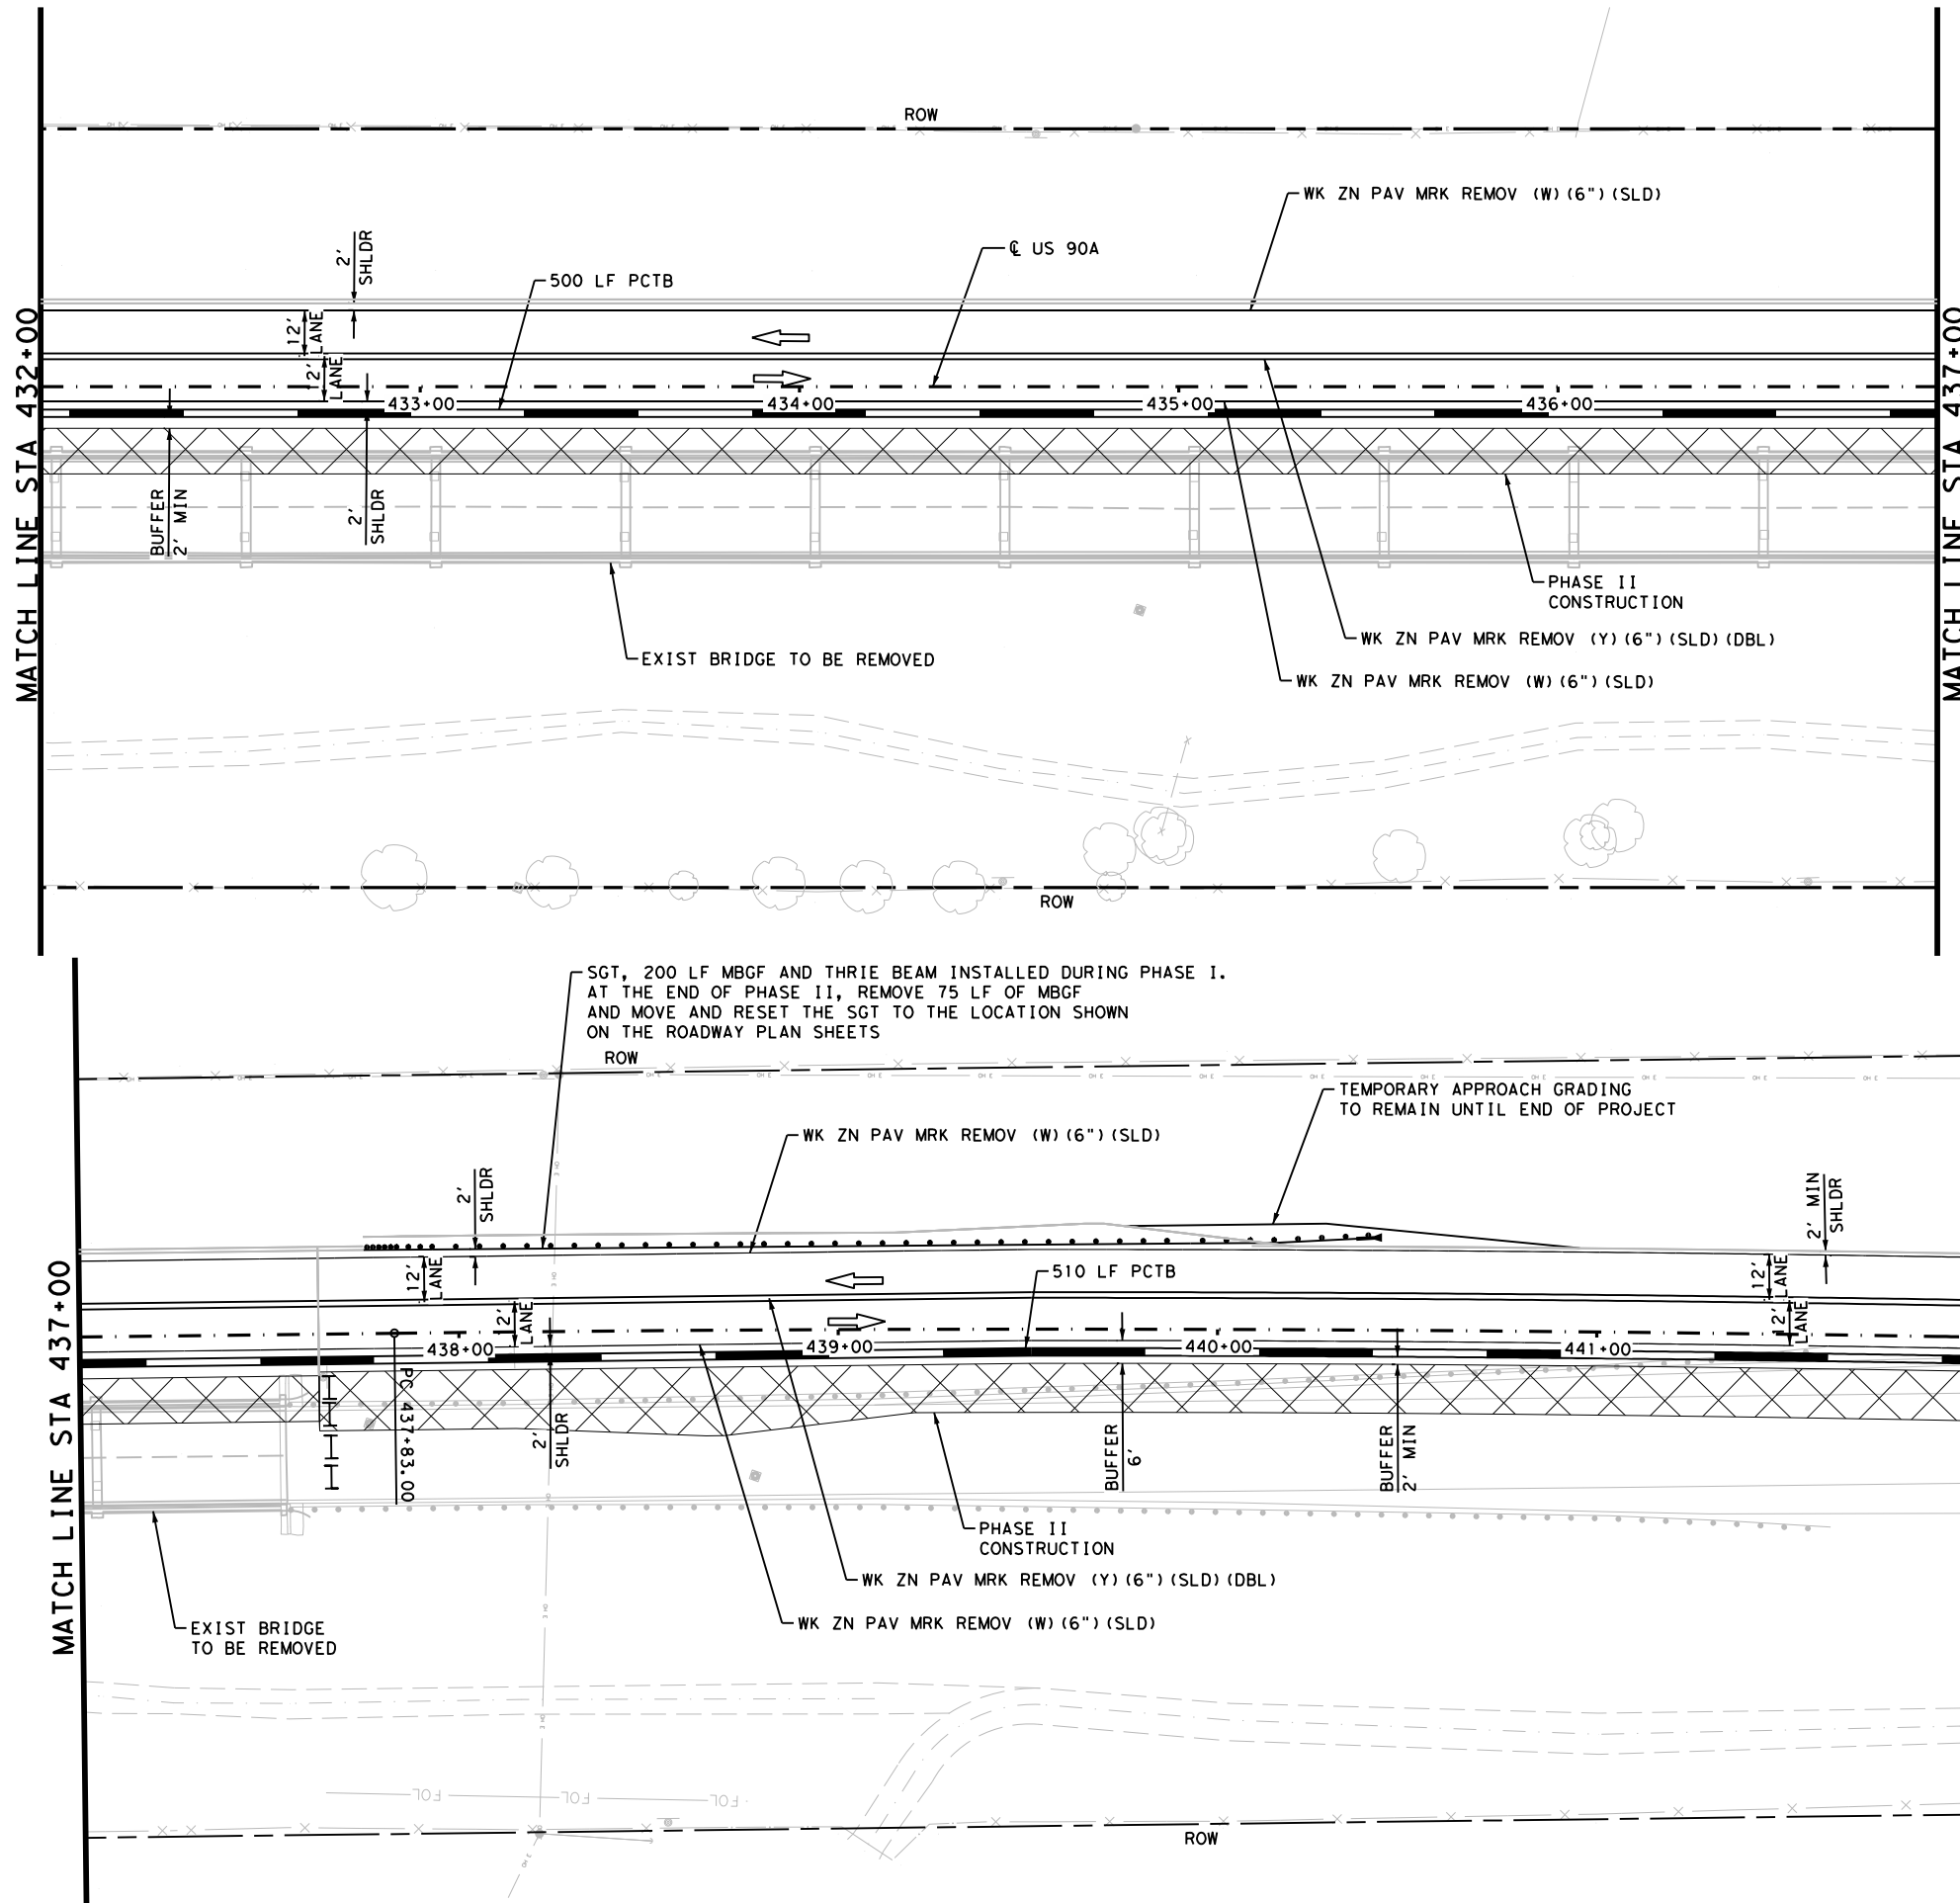 ROW
WK ZN PAV MRK REMOV (W)(6")(SLD)
℄ US 90A
2'
SHLDR
500 LF PCTB
12'
LANE
12'
LANE
433+00
434+00
435+00
436+00
MATCH LINE STA 432+00
MATCH LINE STA 437+00
BUFFER
2' MIN
2'
SHLDR
PHASE II
CONSTRUCTION
WK ZN PAV MRK REMOV (Y)(6")(SLD)(DBL)
EXIST BRIDGE TO BE REMOVED
WK ZN PAV MRK REMOV (W)(6")(SLD)
ROW
SGT, 200 LF MBGF AND THRIE BEAM INSTALLED DURING PHASE I.
AT THE END OF PHASE II, REMOVE 75 LF OF MBGF
AND MOVE AND RESET THE SGT TO THE LOCATION SHOWN
ON THE ROADWAY PLAN SHEETS
ROW
TEMPORARY APPROACH GRADING
TO REMAIN UNTIL END OF PROJECT
WK ZN PAV MRK REMOV (W)(6")(SLD)
2'
SHLDR
2' MIN
SHLDR
12'
LANE
510 LF PCTB
12'
LANE
12'
LANE
12'
LANE
438+00
439+00
440+00
441+00
MATCH LINE STA 437+00
PC 437+83.00
2'
SHLDR
BUFFER
6'
BUFFER
2' MIN
PHASE II
CONSTRUCTION
WK ZN PAV MRK REMOV (Y)(6")(SLD)(DBL)
WK ZN PAV MRK REMOV (W)(6")(SLD)
EXIST BRIDGE
TO BE REMOVED
FOL
FOL
FOL
ROW